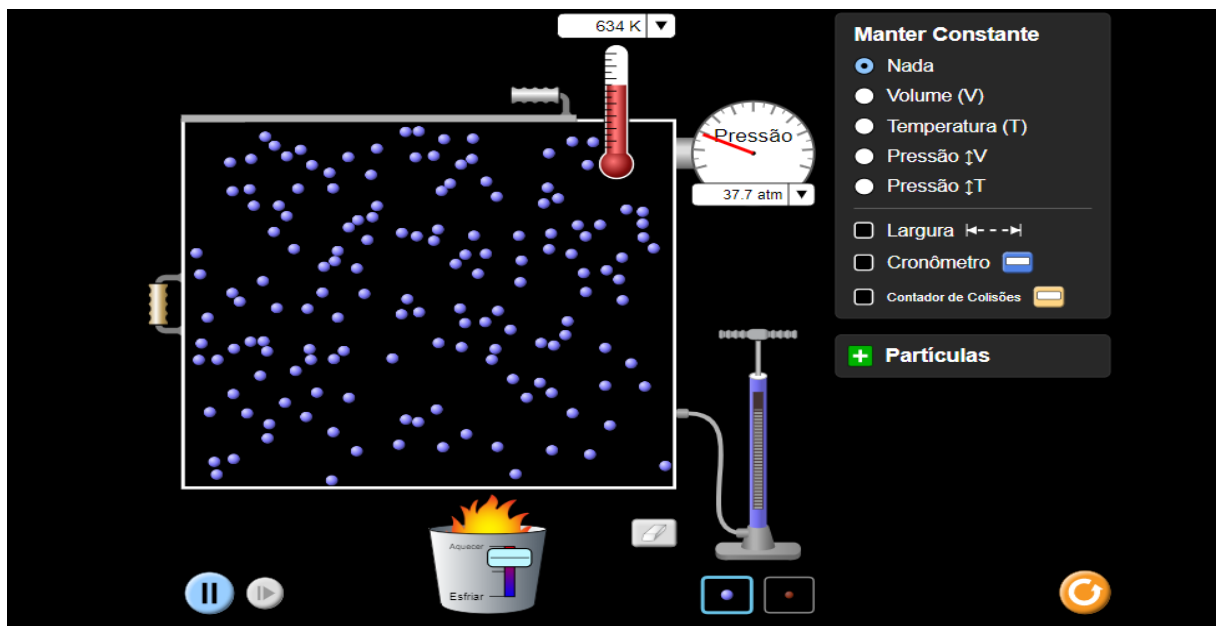 634 K
Manter Constante
Nada
Volume (V)
Temperatura (T)
Pressão ↕V
Pressão ↕T
Largura
Cronômetro
Contador de Colisões
Pressão
37.7 atm
Partículas
Aquecer
Esfriar